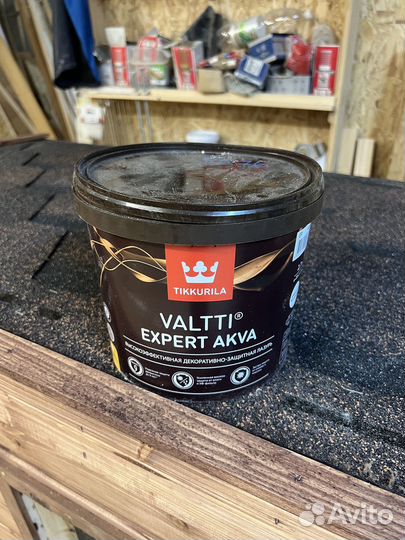 TIKKURILA
VALTTI®
EXPERT AKVA
ВЫСОКОЭФФЕКТИВНАЯ ДЕКОРАТИВНО-ЗАЩИТНАЯ ЛАЗУРЬ
Avito